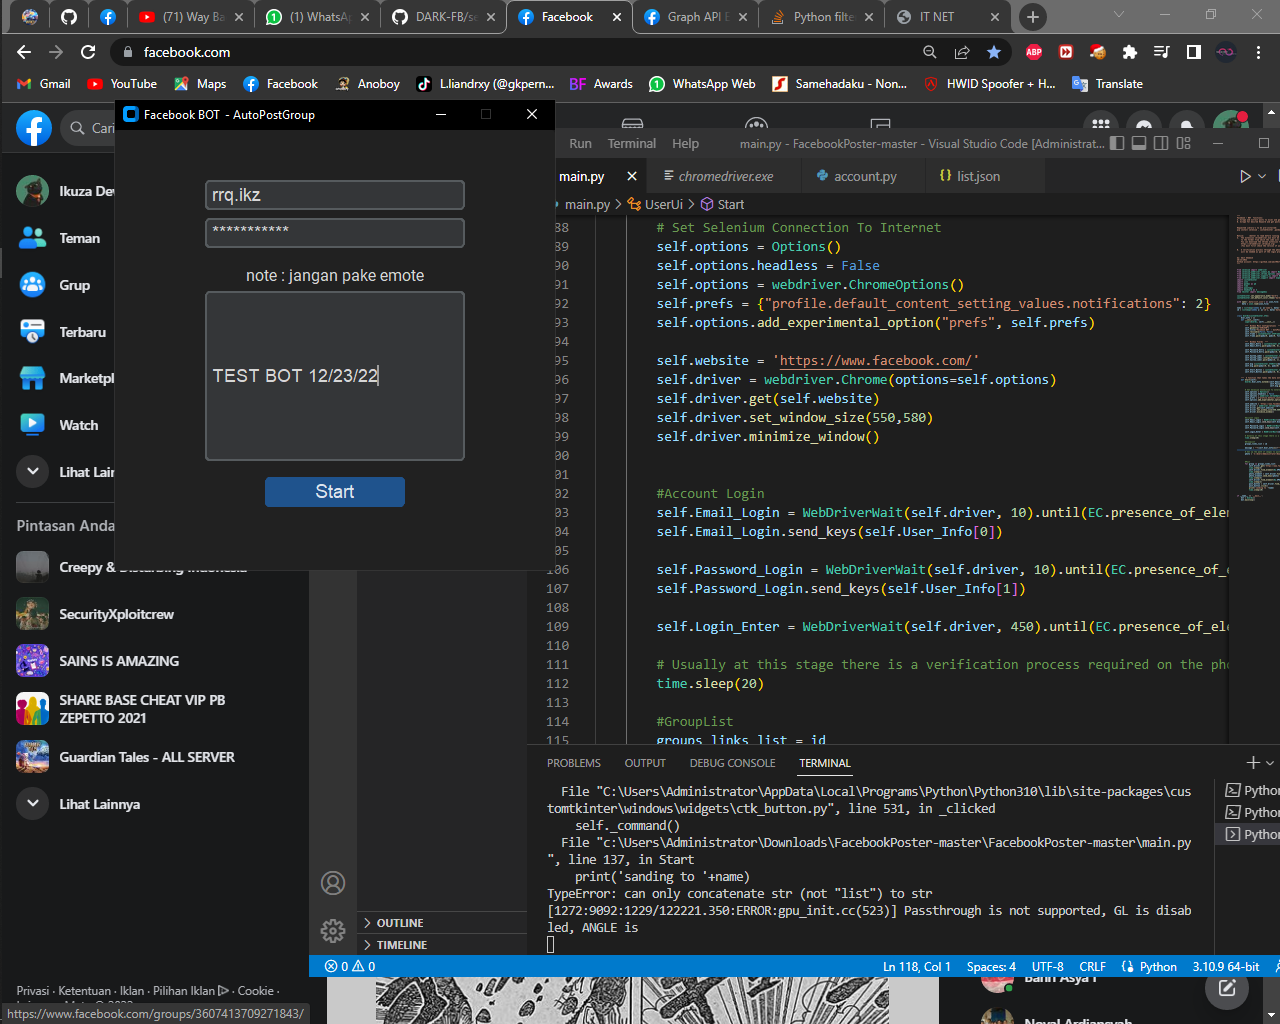 (71) Way Ba
(1) WhatsAp
DARK-FB/se
Facebook
Graph API E
Python filte
IT NET
facebook.com
Gmail
YouTube
Maps
Facebook
Anoboy
L.liandrxy (@gkpern...
BF Awards
WhatsApp Web
Samehadaku - Non...
HWID Spoofer + H...
Translate
Facebook BOT - AutoPostGroup
Cari
Ikuza De
Teman
Grup
Terbaru
Marketpl
Watch
Lihat Lain
Pintasan Anda
Creepy & Disturbing Indonesia
SecurityXploitcrew
SAINS IS AMAZING
SHARE BASE CHEAT VIP PB
ZEPETTO 2021
Guardian Tales - ALL SERVER
Lihat Lainnya
rrq.ikz
***********
note : jangan pake emote
TEST BOT 12/23/22
Start
Run Terminal Help main.py - FacebookPoster-master - Visual Studio Code [Administrat...
main.py chromedriver.exe account.py list.json
main.py > UserUi > Start
88 # Set Selenium Connection To Internet
89 self.options = Options()
90 self.options.headless = False
91 self.options = webdriver.ChromeOptions()
92 self.prefs = {"profile.default_content_setting_values.notifications": 2}
93 self.options.add_experimental_option("prefs", self.prefs)
94
95 self.website = 'https://www.facebook.com/'
96 self.driver = webdriver.Chrome(options=self.options)
97 self.driver.get(self.website)
98 self.driver.set_window_size(550,580)
99 self.driver.minimize_window()
00
01
02 #Account Login
03 self.Email_Login = WebDriverWait(self.driver, 10).until(EC.presence_of_ele
04 self.Email_Login.send_keys(self.User_Info[0])
05
106 self.Password_Login = WebDriverWait(self.driver, 10).until(EC.presence_of_
107 self.Password_Login.send_keys(self.User_Info[1])
108
109 self.Login_Enter = WebDriverWait(self.driver, 450).until(EC.presence_of_ele
110
111 # Usually at this stage there is a verification process required on the pho
112 time.sleep(20)
113
114 #GroupList
115 groups_links_list = id
PROBLEMS OUTPUT DEBUG CONSOLE TERMINAL
File "C:\Users\Administrator\AppData\Local\Programs\Python\Python310\lib\site-packages\cus
tomtkinter\windows\widgets\ctk_button.py", line 531, in _clicked
self._command()
File "c:\Users\Administrator\Downloads\FacebookPoster-master\FacebookPoster-master\main.py
", line 137, in Start
print('sanding to '+name)
TypeError: can only concatenate str (not "list") to str
[1272:9092:1229/122221.350:ERROR:gpu_init.cc(523)] Passthrough is not supported, GL is disab
led, ANGLE is
Python
Python
Python
OUTLINE
TIMELINE
0 0
Ln 118, Col 1 Spaces: 4 UTF-8 CRLF Python 3.10.9 64-bit
Privasi · Ketentuan · Iklan · Pilihan Iklan · Cookie ·
https://www.facebook.com/groups/3607413709271843/
Noval Ardiansyah